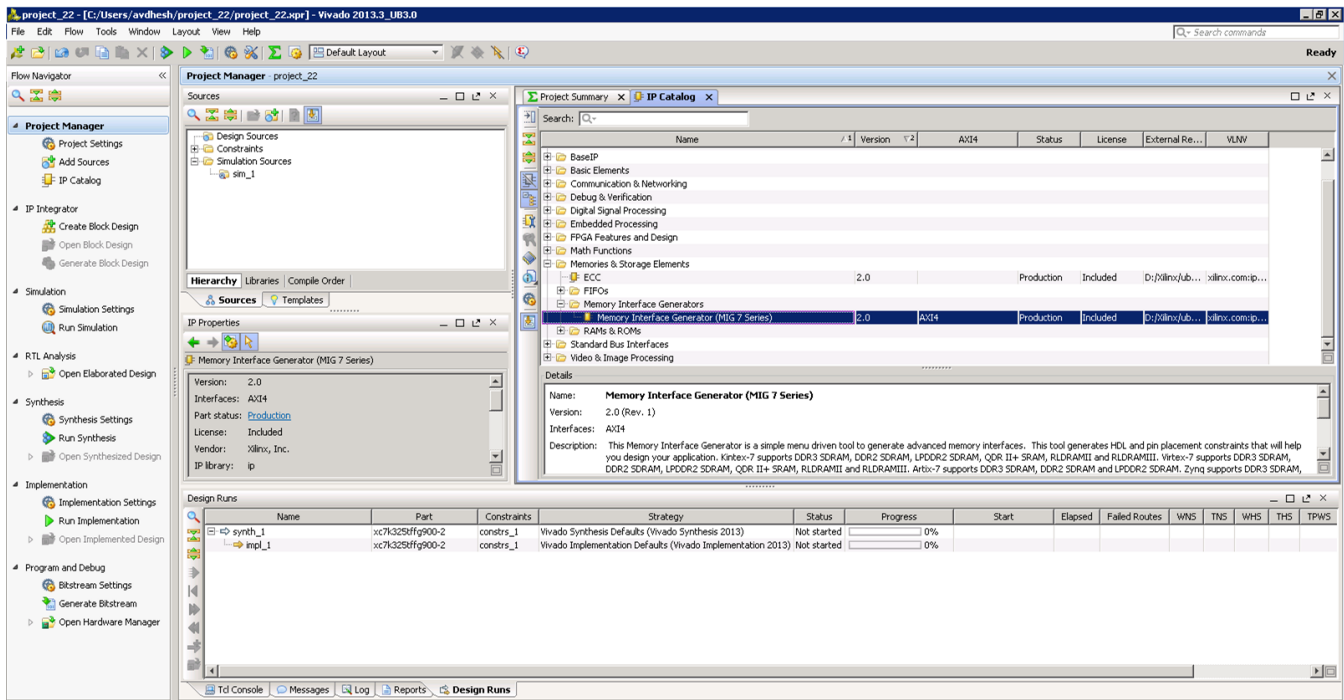 project_22 - [C:/Users/avdhesh/project_22/project_22.xpr] - Vivado 2013.3_UB3.0
File Edit Flow Tools Window Layout View Help
Search commands
Default Layout
Ready
Flow Navigator
Project Manager
Project Settings
Add Sources
IP Catalog
IP Integrator
Create Block Design
Open Block Design
Generate Block Design
Simulation
Simulation Settings
Run Simulation
RTL Analysis
Open Elaborated Design
Synthesis
Synthesis Settings
Run Synthesis
Open Synthesized Design
Implementation
Implementation Settings
Run Implementation
Open Implemented Design
Program and Debug
Bitstream Settings
Generate Bitstream
Open Hardware Manager
Project Manager - project_22
Sources
Design Sources
Constraints
Simulation Sources
sim_1
Hierarchy Libraries Compile Order
Sources Templates
IP Properties
Memory Interface Generator (MIG 7 Series)
Version: 2.0
Interfaces: AXI4
Part status: Production
License: Included
Vendor: Xilinx, Inc.
IP library: ip
Project Summary IP Catalog
Search:
Name 1 Version 2 AXI4 Status License External Re... VLNV
BaseIP
Basic Elements
Communication & Networking
Debug & Verification
Digital Signal Processing
Embedded Processing
FPGA Features and Design
Math Functions
Memories & Storage Elements
ECC 2.0 Production Included D:/Xilinx/ub... xilinx.com:ip...
FIFOs
Memory Interface Generators
Memory Interface Generator (MIG 7 Series) 2.0 AXI4 Production Included D:/Xilinx/ub... xilinx.com:ip...
RAMs & ROMs
Standard Bus Interfaces
Video & Image Processing
Details
Name: Memory Interface Generator (MIG 7 Series)
Version: 2.0 (Rev. 1)
Interfaces: AXI4
Description: This Memory Interface Generator is a simple menu driven tool to generate advanced memory interfaces. This tool generates HDL and pin placement constraints that will help
you design your application. Kintex-7 supports DDR3 SDRAM, DDR2 SDRAM, LPDDR2 SDRAM, QDR II+ SRAM, RLDRAMII and RLDRAMIII. Virtex-7 supports DDR3 SDRAM,
DDR2 SDRAM, LPDDR2 SDRAM, QDR II+ SRAM, RLDRAMII and RLDRAMIII. Artix-7 supports DDR3 SDRAM, DDR2 SDRAM and LPDDR2 SDRAM. Zynq supports DDR3 SDRAM,
Design Runs
Name Part Constraints Strategy Status Progress Start Elapsed Failed Routes WNS TNS WHS THS TPWS
synth_1 xc7k325tffg900-2 constrs_1 Vivado Synthesis Defaults (Vivado Synthesis 2013) Not started 0%
impl_1 xc7k325tffg900-2 constrs_1 Vivado Implementation Defaults (Vivado Implementation 2013) Not started 0%
Tcl Console Messages Log Reports Design Runs